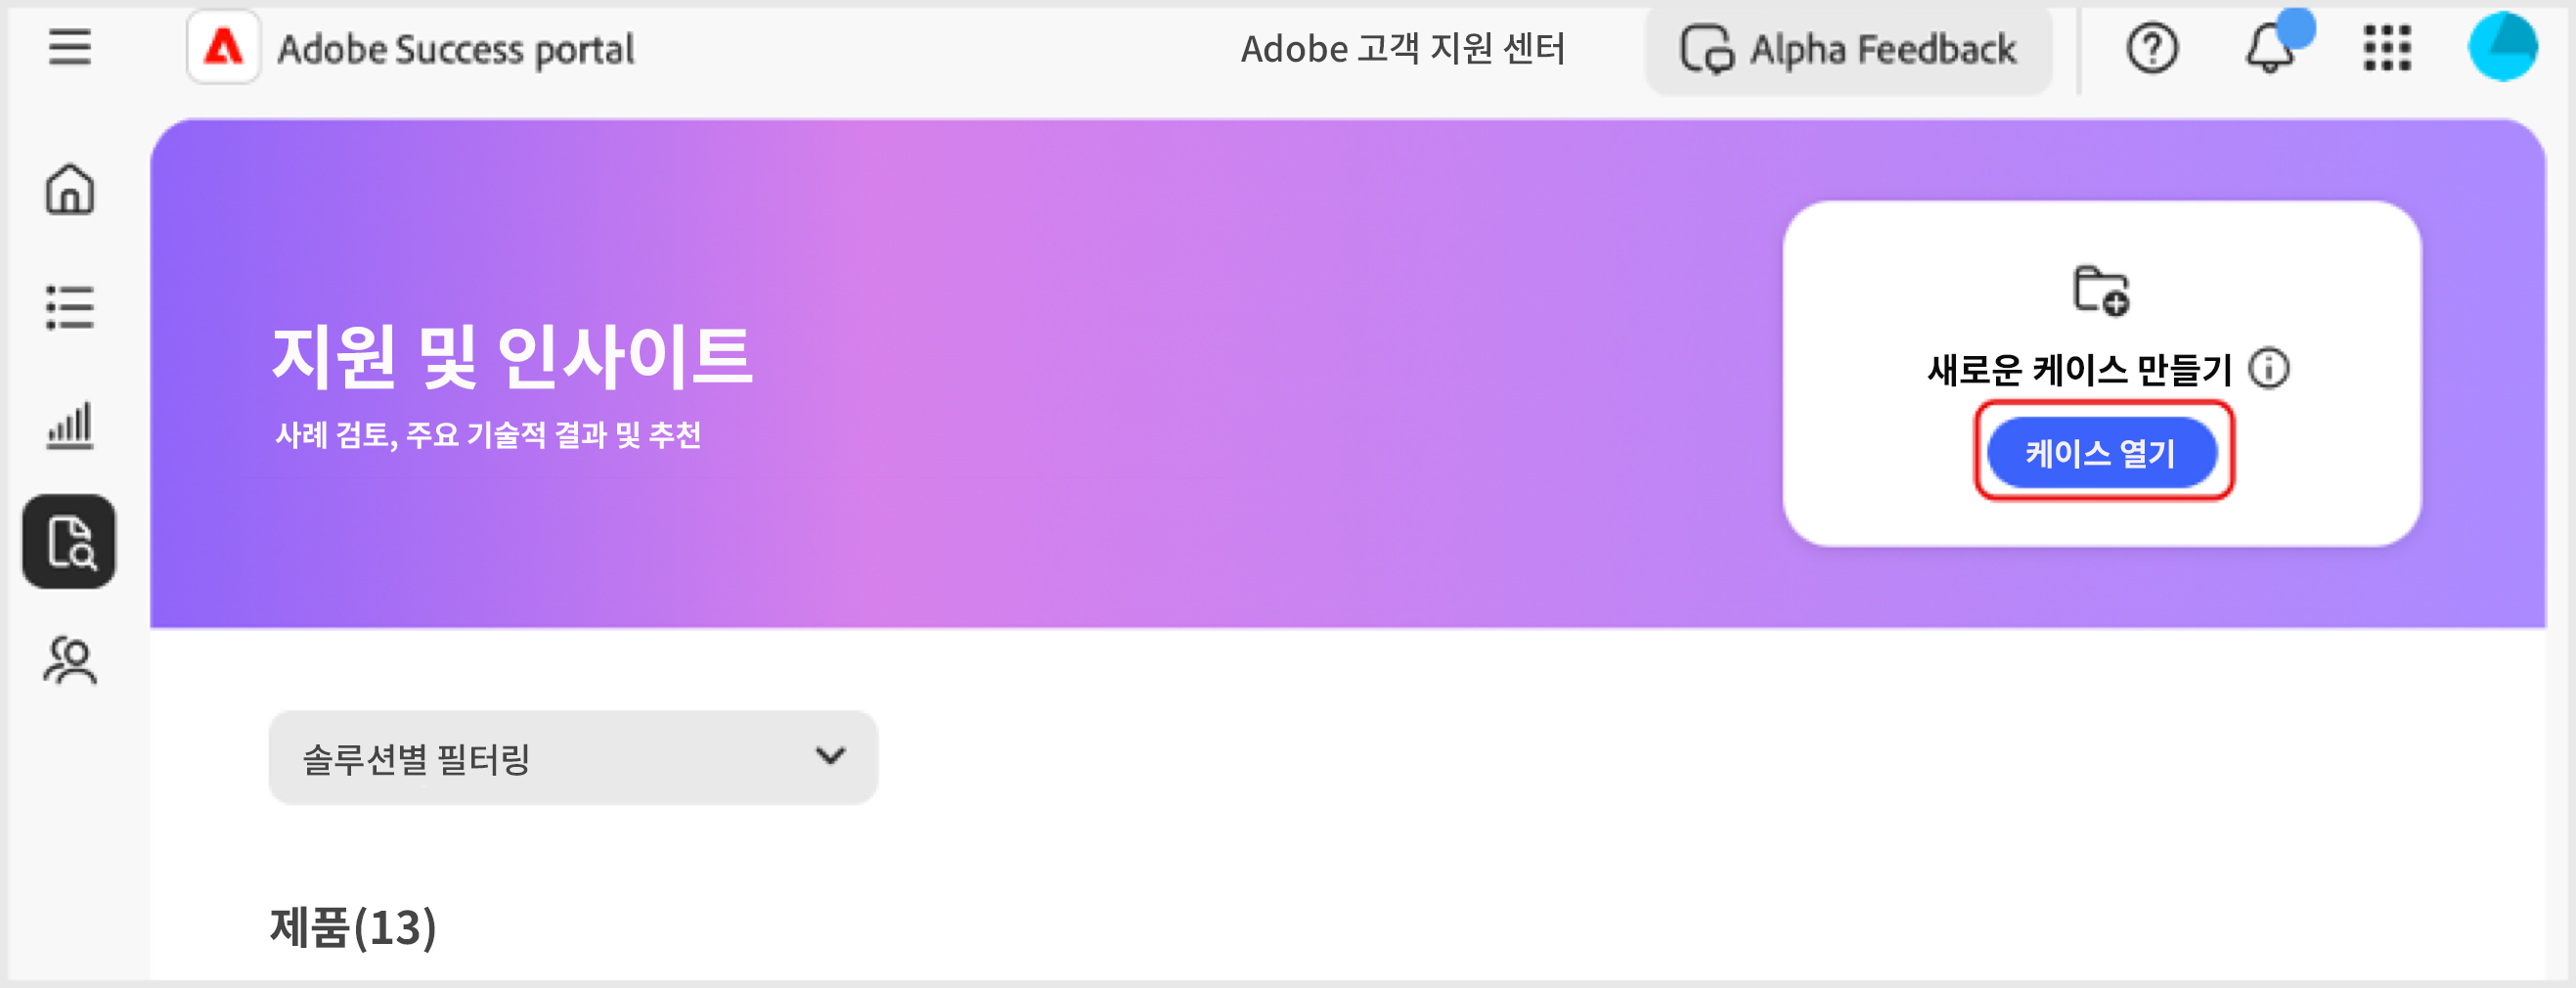 Adobe Success portal
Adobe 고객 지원 센터
Alpha Feedback
지원 및 인사이트
사례 검토, 주요 기술적 결과 및 추천
새로운 케이스 만들기
케이스 열기
솔루션별 필터링
제품(13)